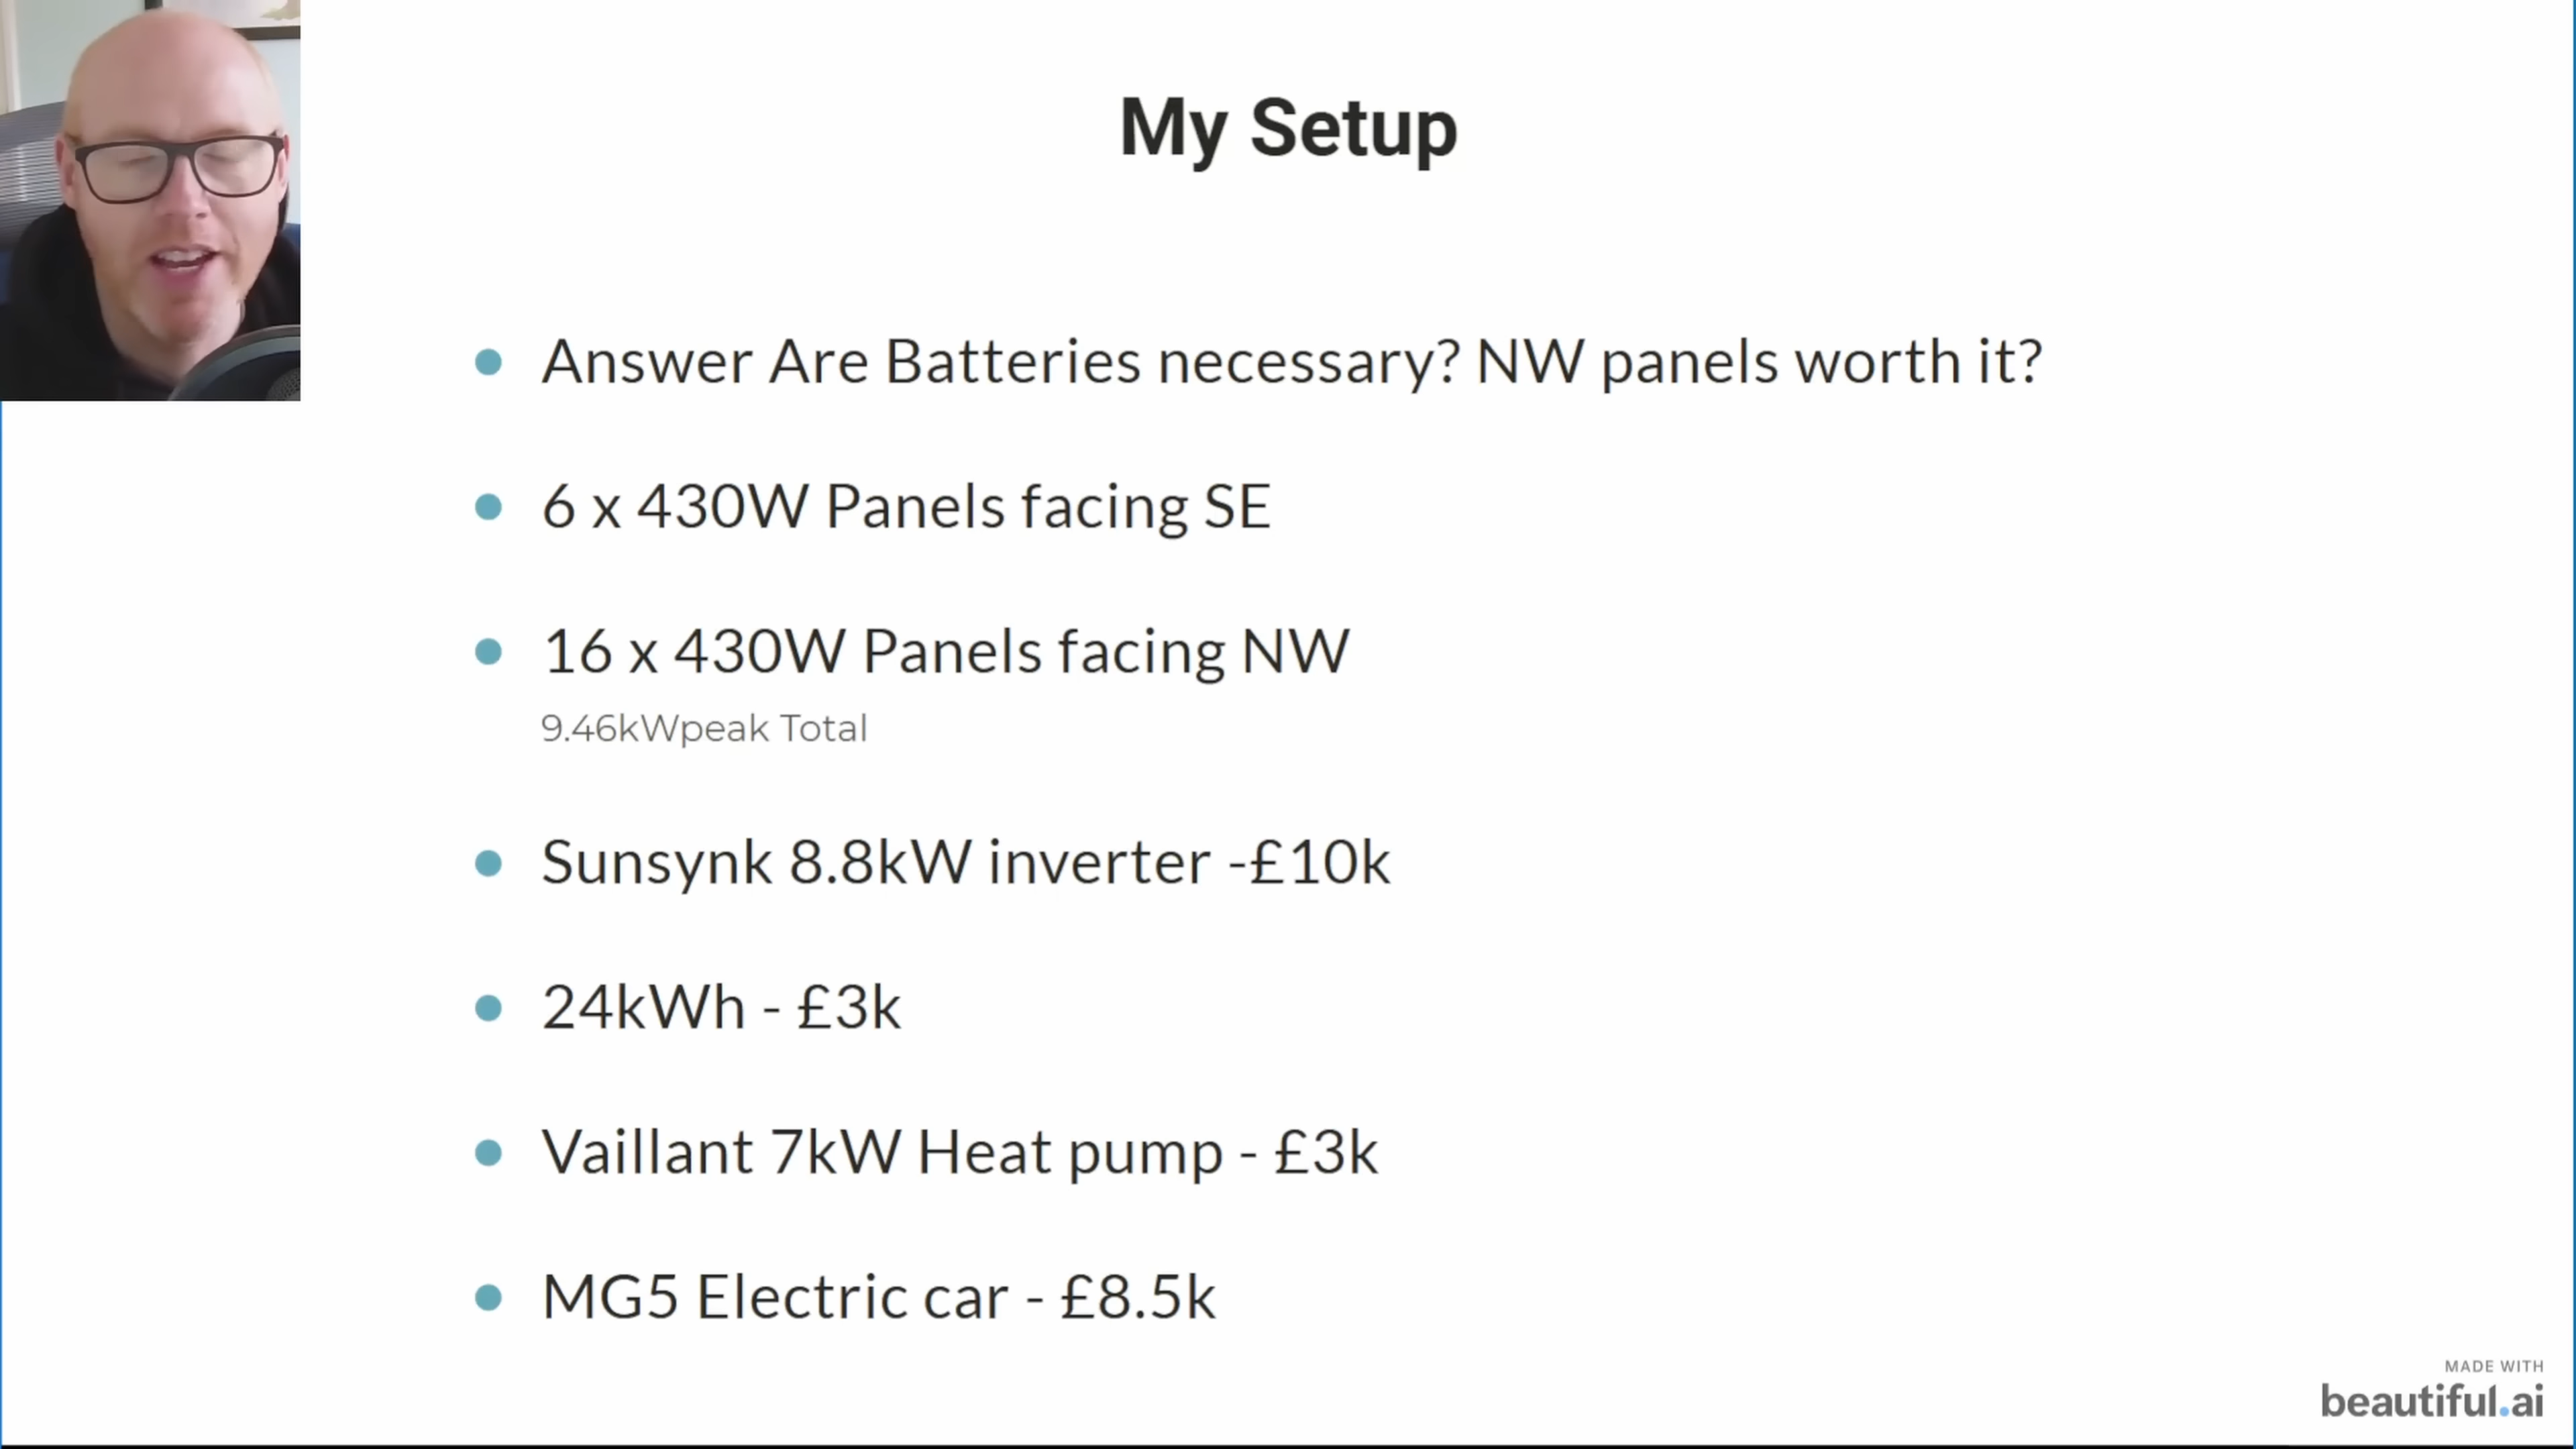 My Setup
Answer Are Batteries necessary? NW panels worth it?
6 x 430W Panels facing SE
16 x 430W Panels facing NW
9.46kWpeak Total
Sunsynk 8.8kW inverter -£10k
24kWh - £3k
Vaillant 7kW Heat pump - £3k
MG5 Electric car - £8.5k
MADE WITH
beautiful.ai